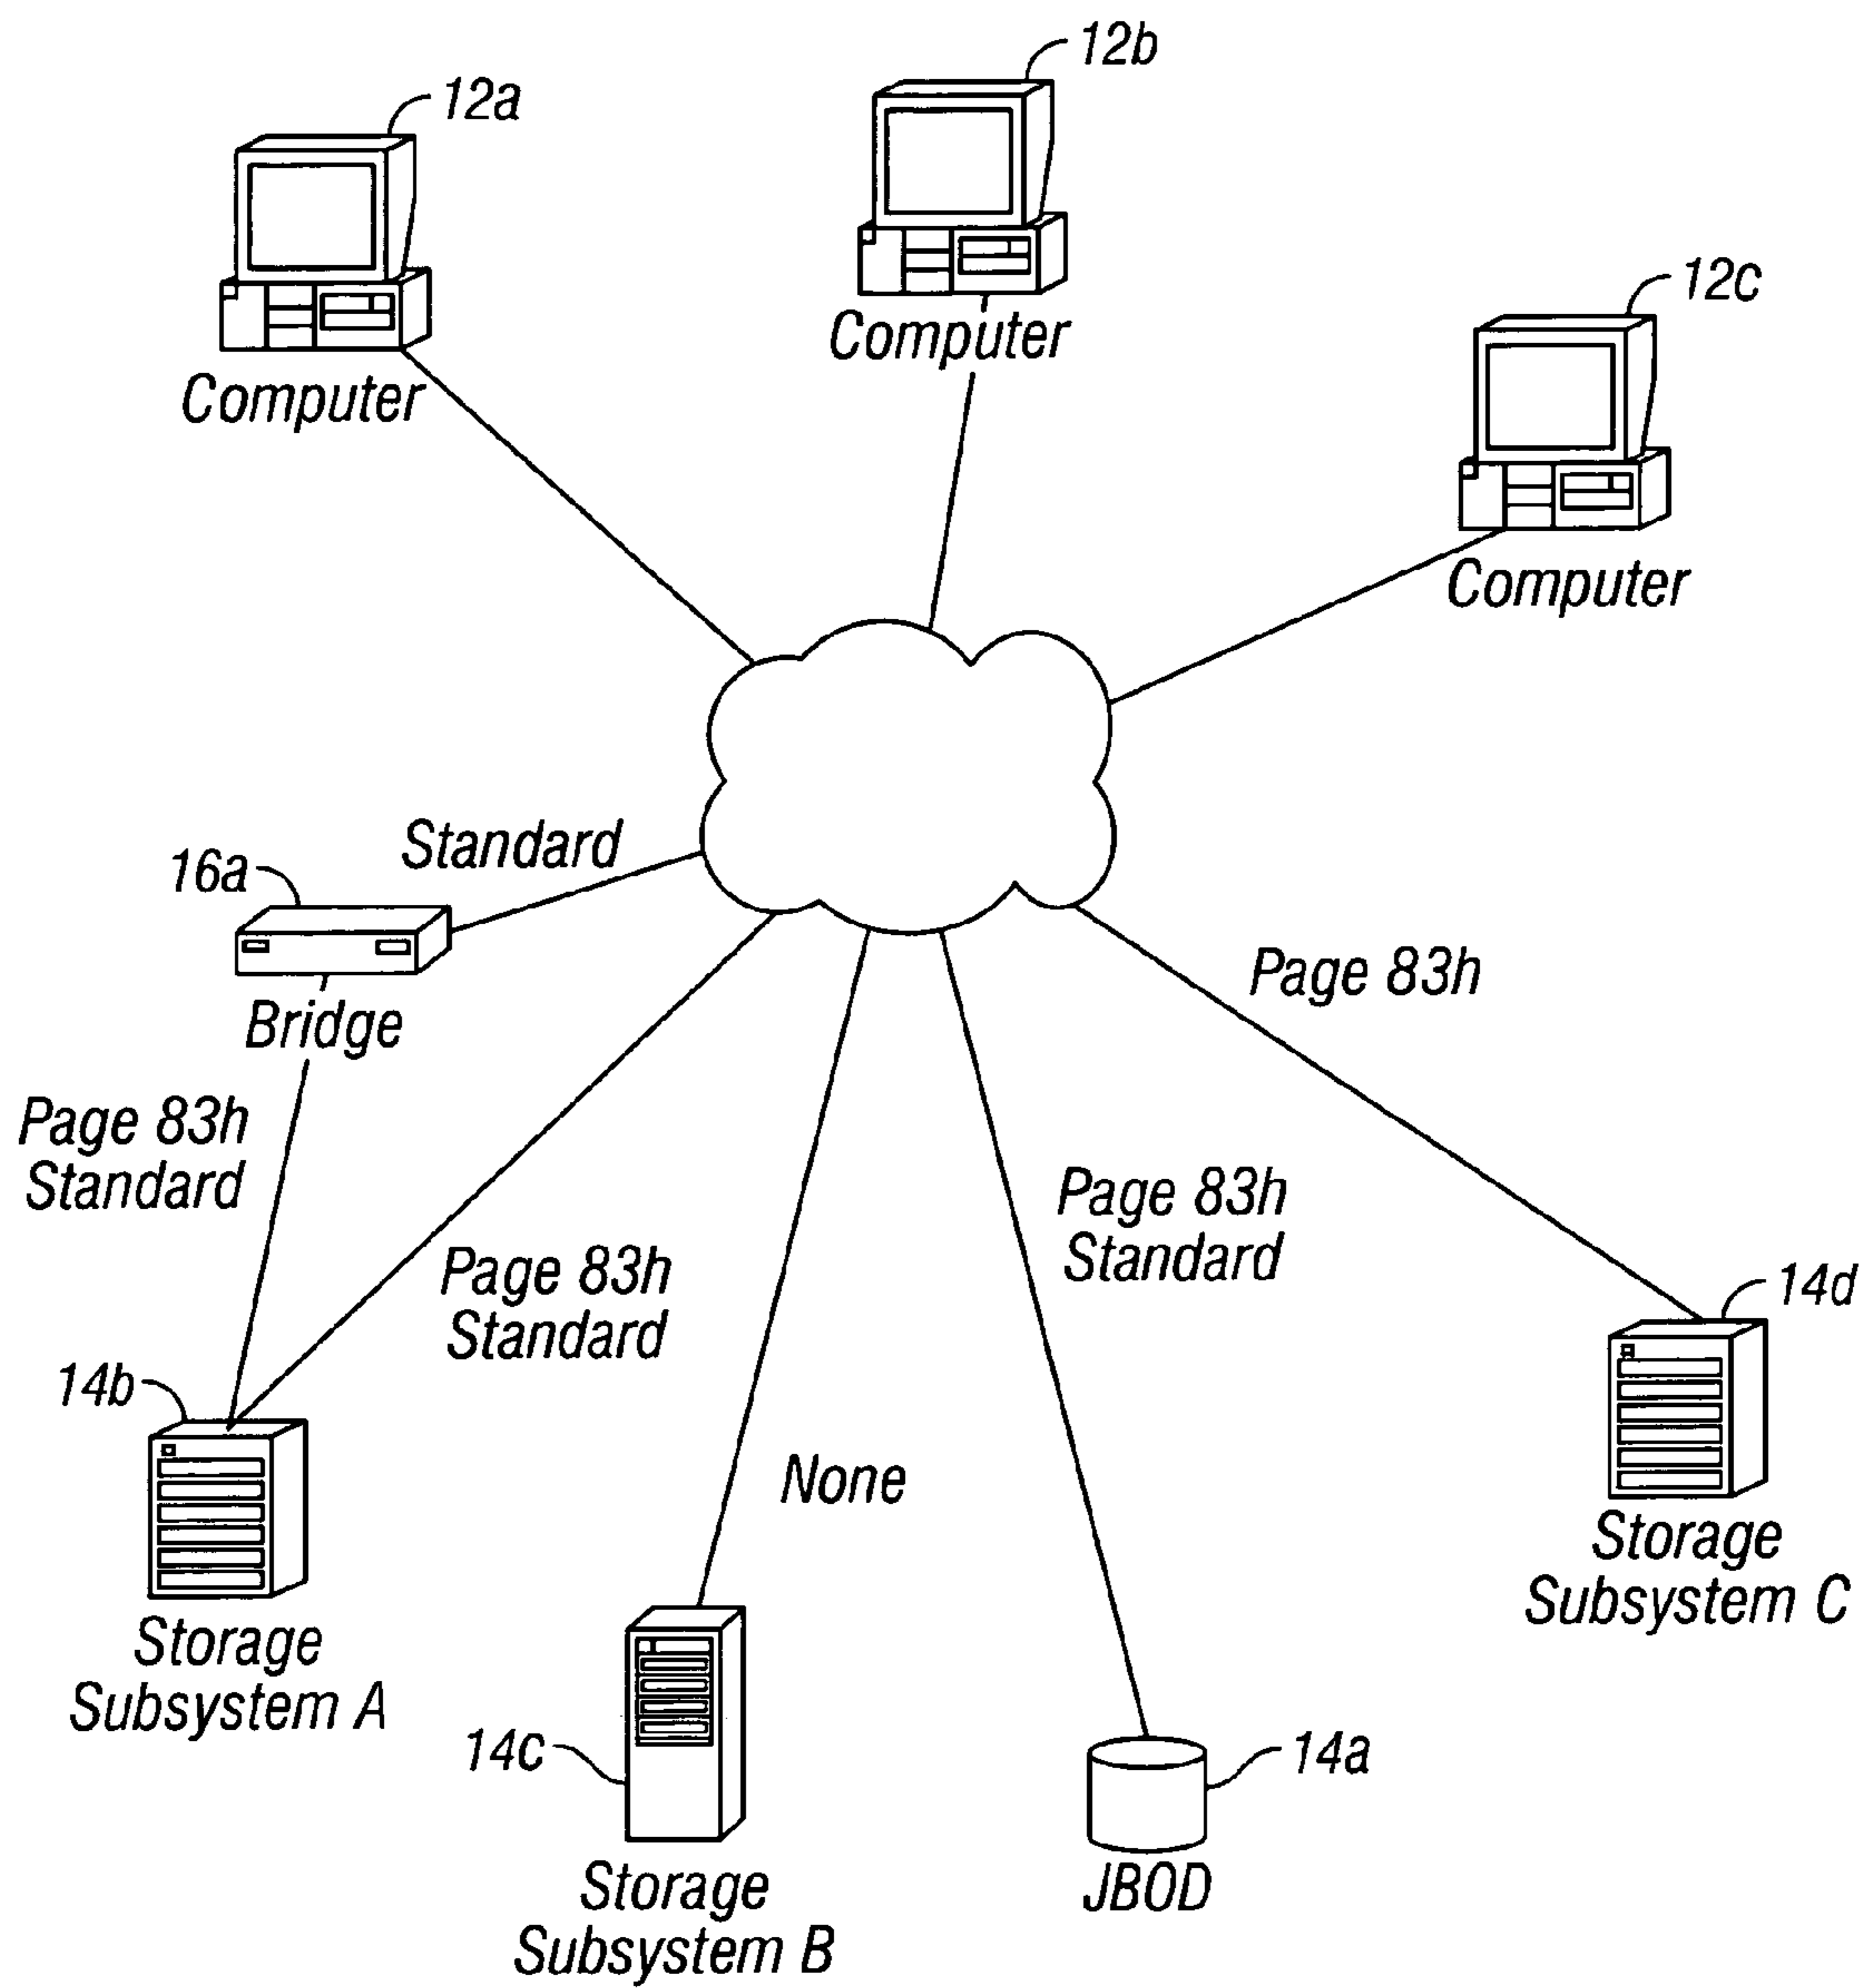 12b
12a
12c
Computer
Computer
Computer
Standard
16a
Page 83h
Bridge
Page 83h
Standard
Page 83h
Standard
Page 83h
Standard
14d
14b
None
Storage
Subsystem C
Storage
Subsystem A
14c
14a
Storage
Subsystem B
JBOD